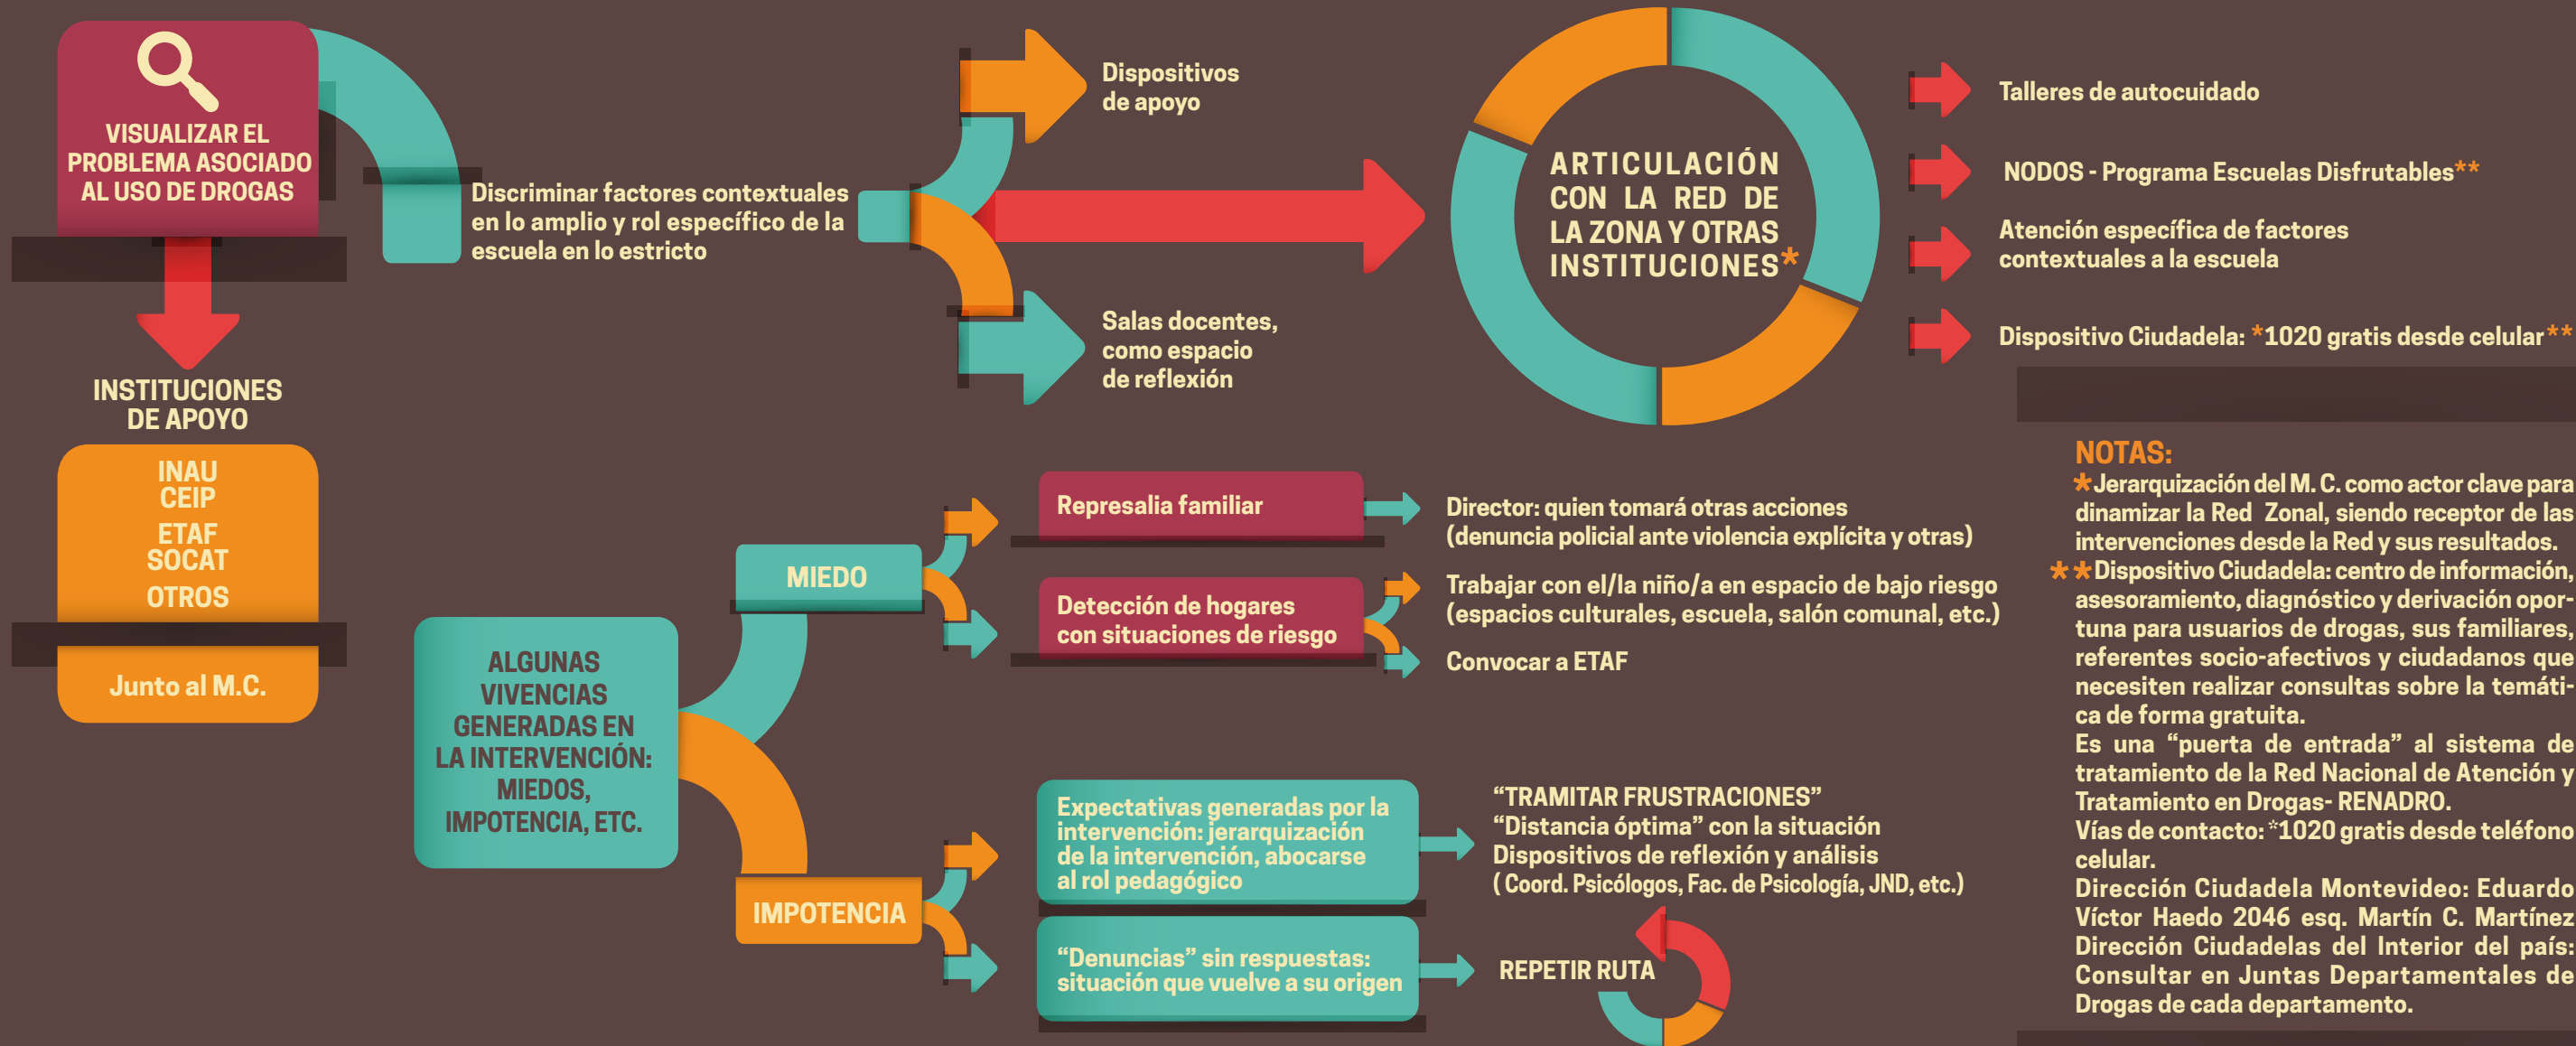 VISUALIZAR EL
PROBLEMA ASOCIADO
AL USO DE DROGAS
INSTITUCIONES
DE APOYO
INAU
CEIP
ETAF
SOCAT
OTROS
Junto al M.C.
Discriminar factores contextuales
en lo amplio y rol específico de la
escuela en lo estricto
Dispositivos
de apoyo
Salas docentes,
como espacio
de reflexión
ARTICULACIÓN
CON LA RED DE
LA ZONA Y OTRAS
INSTITUCIONES*
Talleres de autocuidado
NODOS - Programa Escuelas Disfrutables**
Atención específica de factores
contextuales a la escuela
Dispositivo Ciudadela: *1020 gratis desde celular**
ALGUNAS
VIVENCIAS
GENERADAS EN
LA INTERVENCIÓN:
MIEDOS,
IMPOTENCIA, ETC.
MIEDO
Represalia familiar
Director: quien tomará otras acciones
(denuncia policial ante violencia explícita y otras)
Detección de hogares
con situaciones de riesgo
Trabajar con el/la niño/a en espacio de bajo riesgo
(espacios culturales, escuela, salón comunal, etc.)
Convocar a ETAF
IMPOTENCIA
Expectativas generadas por la
intervención: jerarquización
de la intervención, abocarse
al rol pedagógico
“TRAMITAR FRUSTRACIONES”
“Distancia óptima” con la situación
Dispositivos de reflexión y análisis
( Coord. Psicólogos, Fac. de Psicología, JND, etc.)
“Denuncias” sin respuestas:
situación que vuelve a su origen
REPETIR RUTA
NOTAS:
*Jerarquización del M. C. como actor clave para
dinamizar la Red Zonal, siendo receptor de las
intervenciones desde la Red y sus resultados.
**Dispositivo Ciudadela: centro de información,
asesoramiento, diagnóstico y derivación opor-
tuna para usuarios de drogas, sus familiares,
referentes socio-afectivos y ciudadanos que
necesiten realizar consultas sobre la temáti-
ca de forma gratuita.
Es una “puerta de entrada” al sistema de
tratamiento de la Red Nacional de Atención y
Tratamiento en Drogas- RENADRO.
Vías de contacto: *1020 gratis desde teléfono
celular.
Dirección Ciudadela Montevideo: Eduardo
Víctor Haedo 2046 esq. Martín C. Martínez
Dirección Ciudadelas del Interior del país:
Consultar en Juntas Departamentales de
Drogas de cada departamento.